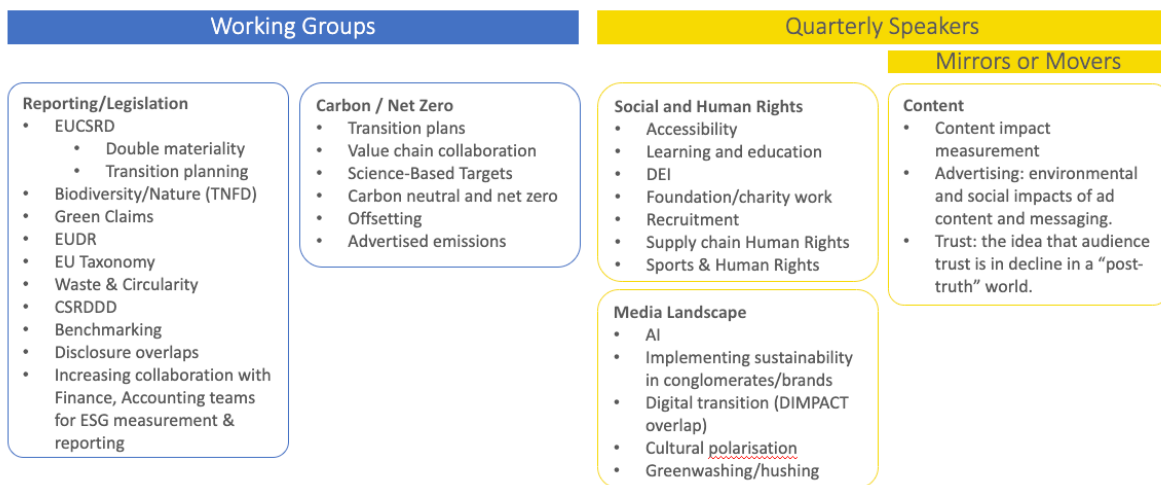 Working Groups
Quarterly Speakers
Mirrors or Movers
Reporting/Legislation
• EUCSRD
• Double materiality
• Transition planning
• Biodiversity/Nature (TNFD)
• Green Claims
• EUDR
• EU Taxonomy
• Waste & Circularity
• CSRDDD
• Benchmarking
• Disclosure overlaps
• Increasing collaboration with
Finance, Accounting teams
for ESG measurement &
reporting
Carbon / Net Zero
• Transition plans
• Value chain collaboration
• Science-Based Targets
• Carbon neutral and net zero
• Offsetting
• Advertised emissions
Social and Human Rights
• Accessibility
• Learning and education
• DEI
• Foundation/charity work
• Recruitment
• Supply chain Human Rights
• Sports & Human Rights
Media Landscape
• AI
• Implementing sustainability
in conglomerates/brands
• Digital transition (DIMPACT
overlap)
• Cultural polarisation
• Greenwashing/hushing
Content
• Content impact
measurement
• Advertising: environmental
and social impacts of ad
content and messaging.
• Trust: the idea that audience
trust is in decline in a “post-
truth” world.